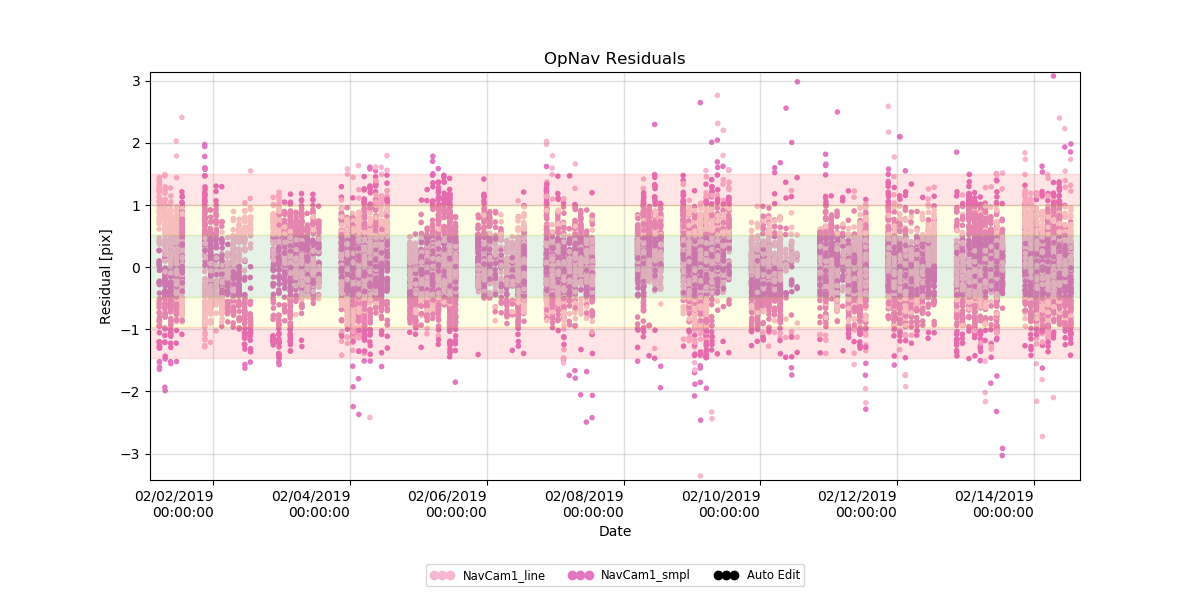 OpNav Residuals
3
2
1
0
−1
−2
−3
Residual [pix]
02/02/2019 02/04/2019 02/06/2019 02/08/2019 02/10/2019 02/12/2019 02/14/2019
00:00:00 00:00:00 00:00:00 00:00:00 00:00:00 00:00:00 00:00:00
Date
NavCam1_line NavCam1_smpl Auto Edit